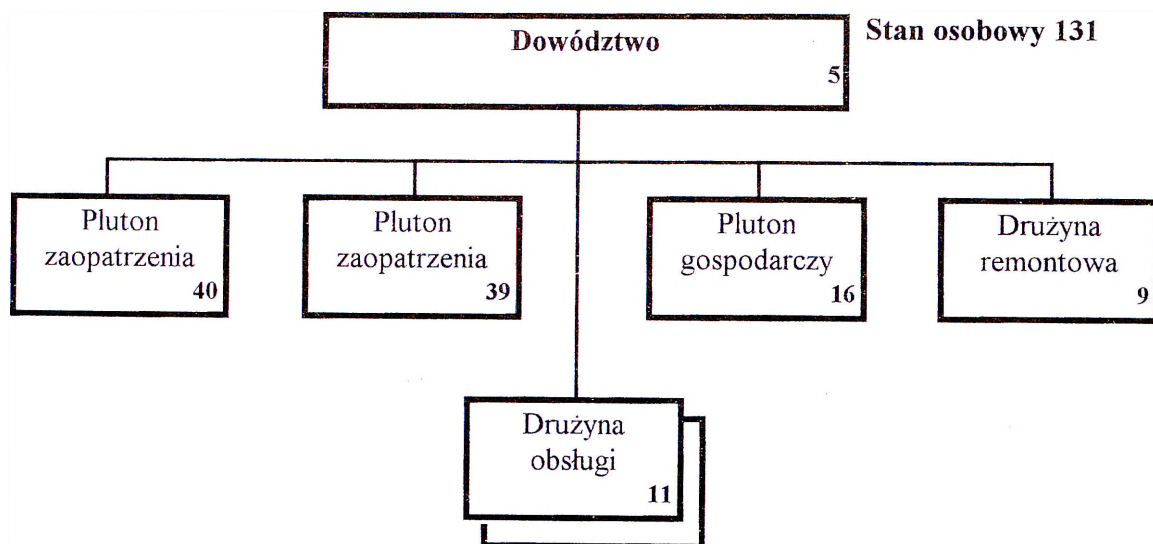 Dowództwo
5
Stan osobowy 131
Pluton
zaopatrzenia
40
Pluton
zaopatrzenia
39
Pluton
gospodarczy
16
Drużyna
remontowa
9
Drużyna
obsługi
11